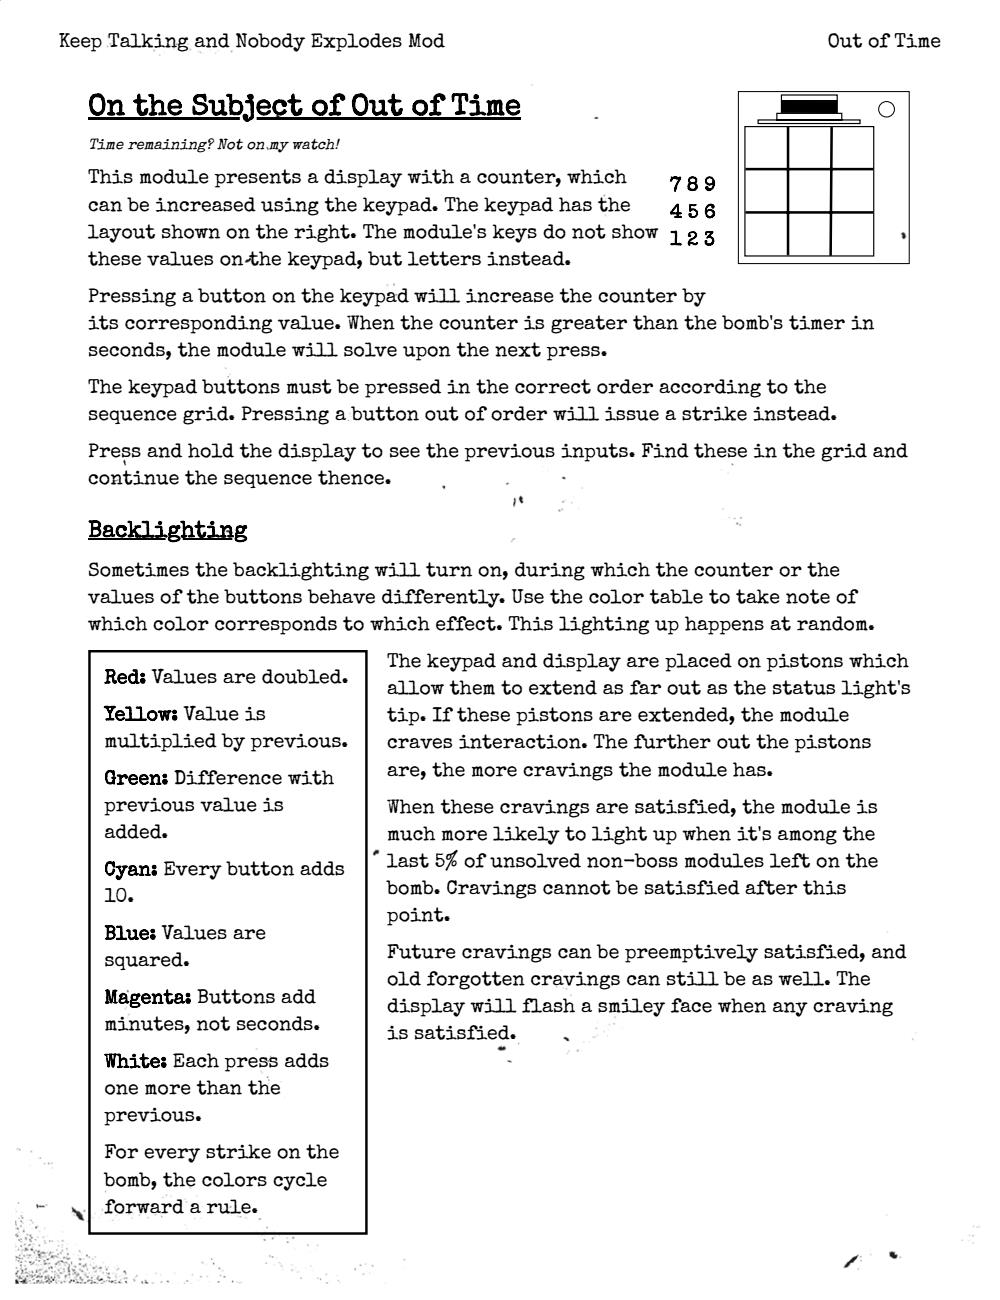 Keep Talking and Nobody Explodes Mod
Out of Time
On the Subject of Out of Time
Time remaining? Not on my watch!
This module presents a display with a counter, which
can be increased using the keypad. The keypad has the
layout shown on the right. The module's keys do not show
these values on the keypad, but letters instead.
7 8 9
4 5 6
1 2 3
Pressing a button on the keypad will increase the counter by
its corresponding value. When the counter is greater than the bomb's timer in
seconds, the module will solve upon the next press.
The keypad buttons must be pressed in the correct order according to the
sequence grid. Pressing a button out of order will issue a strike instead.
Press and hold the display to see the previous inputs. Find these in the grid and
continue the sequence thence.
Backlighting
Sometimes the backlighting will turn on, during which the counter or the
values of the buttons behave differently. Use the color table to take note of
which color corresponds to which effect. This lighting up happens at random.
Red: Values are doubled.
Yellow: Value is
multiplied by previous.
Green: Difference with
previous value is
added.
Cyan: Every button adds
10.
Blue: Values are
squared.
Magenta: Buttons add
minutes, not seconds.
White: Each press adds
one more than the
previous.
For every strike on the
bomb, the colors cycle
forward a rule.
The keypad and display are placed on pistons which
allow them to extend as far out as the status light's
tip. If these pistons are extended, the module
craves interaction. The further out the pistons
are, the more cravings the module has.
When these cravings are satisfied, the module is
much more likely to light up when it's among the
last 5% of unsolved non-boss modules left on the
bomb. Cravings cannot be satisfied after this
point.
Future cravings can be preemptively satisfied, and
old forgotten cravings can still be as well. The
display will flash a smiley face when any craving
is satisfied.